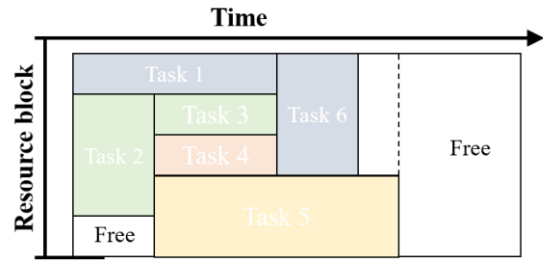 Time
Resource block
Task 1
Task 2
Task 3
Task 4
Task 5
Task 6
Free
Free